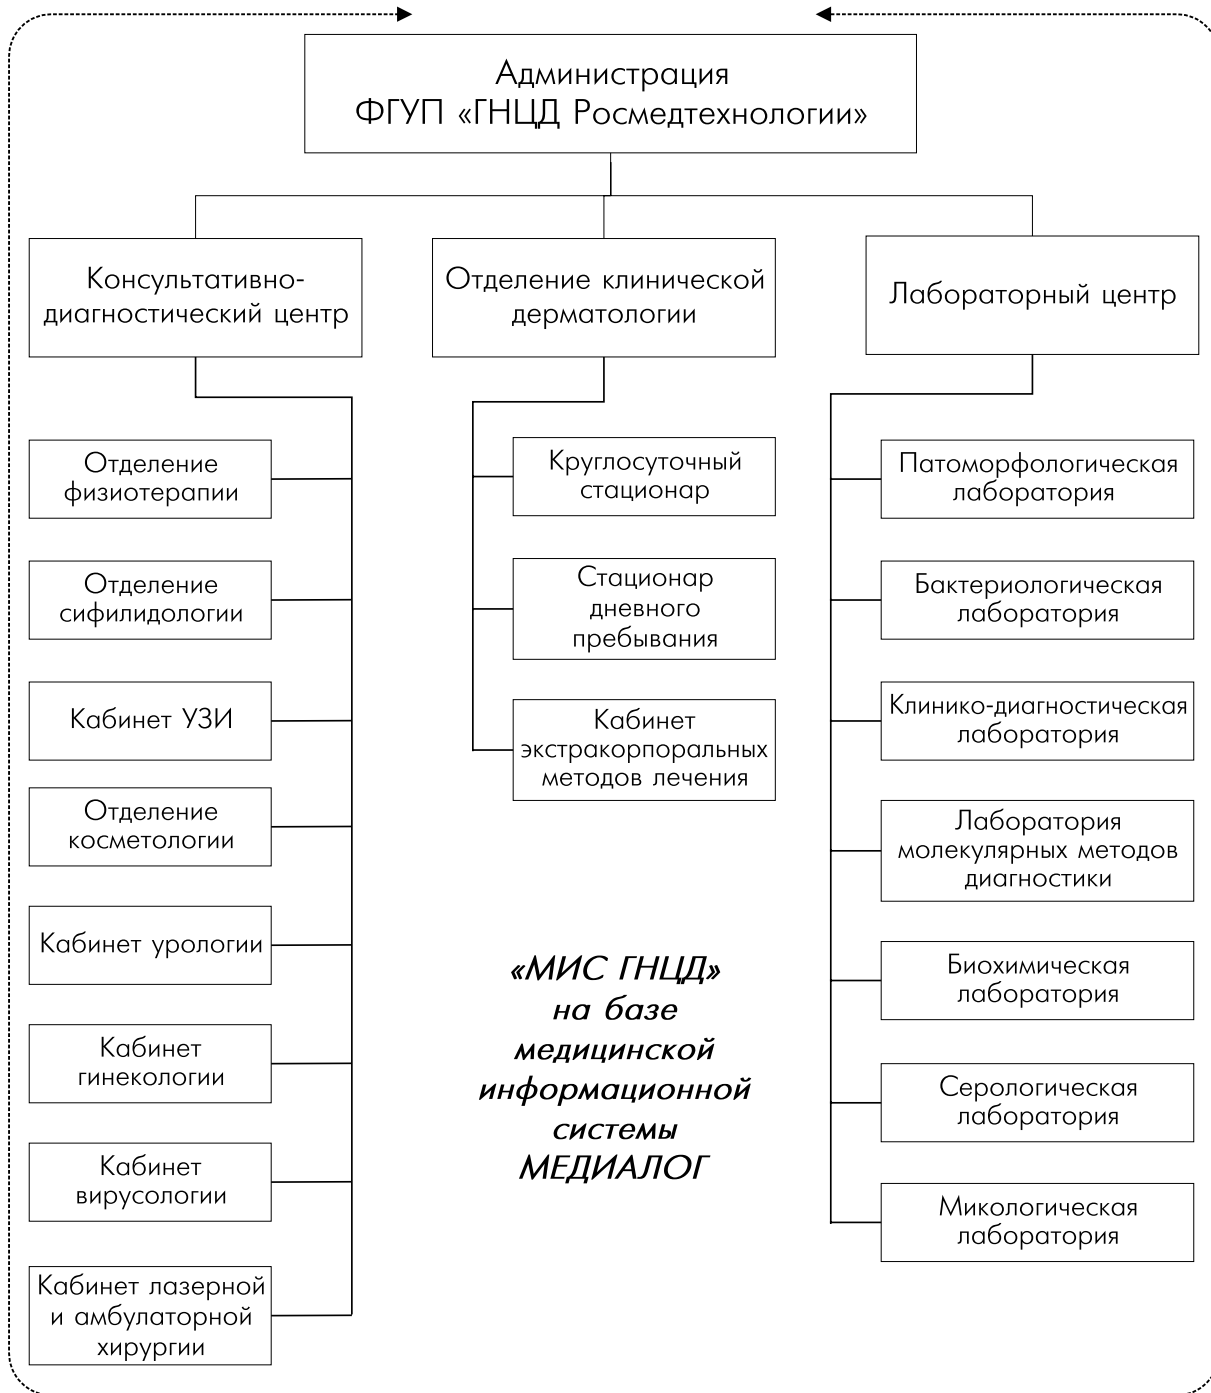 Администрация
ФГУП «ГНЦД Росмедтехнологии»
Консультативно-
диагностический центр
Отделение
физиотерапии
Отделение
сифилидологии
Кабинет УЗИ
Отделение
косметологии
Кабинет урологии
Кабинет
гинекологии
Кабинет
вирусологии
Кабинет лазерной
и амбулаторной
хирургии
Отделение клинической
дерматологии
Круглосуточный
стационар
Стационар
дневного
пребывания
Кабинет
экстракорпоральных
методов лечения
«МИС ГНЦД»
на базе
медицинской
информационной
системы
МЕДИАЛОГ
Лабораторный центр
Патоморфологическая
лаборатория
Бактериологическая
лаборатория
Клинико-диагностическая
лаборатория
Лаборатория
молекулярных методов
диагностики
Биохимическая
лаборатория
Серологическая
лаборатория
Микологическая
лаборатория